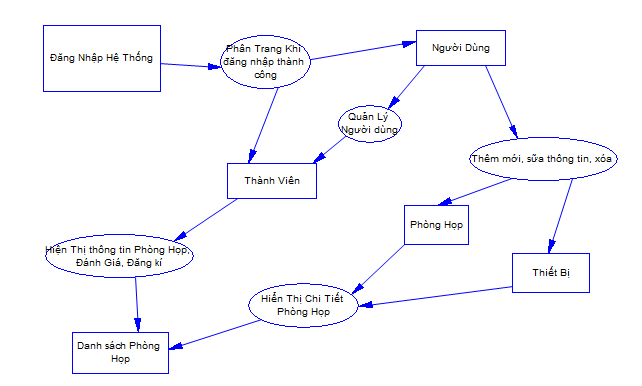 Đăng Nhập Hệ Thống
Phân Trang Khi
đăng nhập thành
công
Người Dùng
Quản Lý
Người dùng
Thêm mới, sữa thông tin, xóa
Thành Viên
Phòng Họp
Hiển Thị thông tin Phòng Họp,
Đánh Giá, Đăng kí
Thiết Bị
Hiển Thị Chi Tiết
Phòng Họp
Danh sách Phòng
Họp